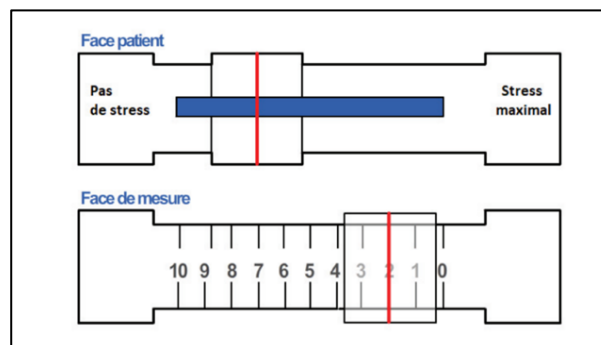 Face patient
Pas
de stress
Stress
maximal
Face de mesure
10 9 8 7 6 5 4 3 2 1 0